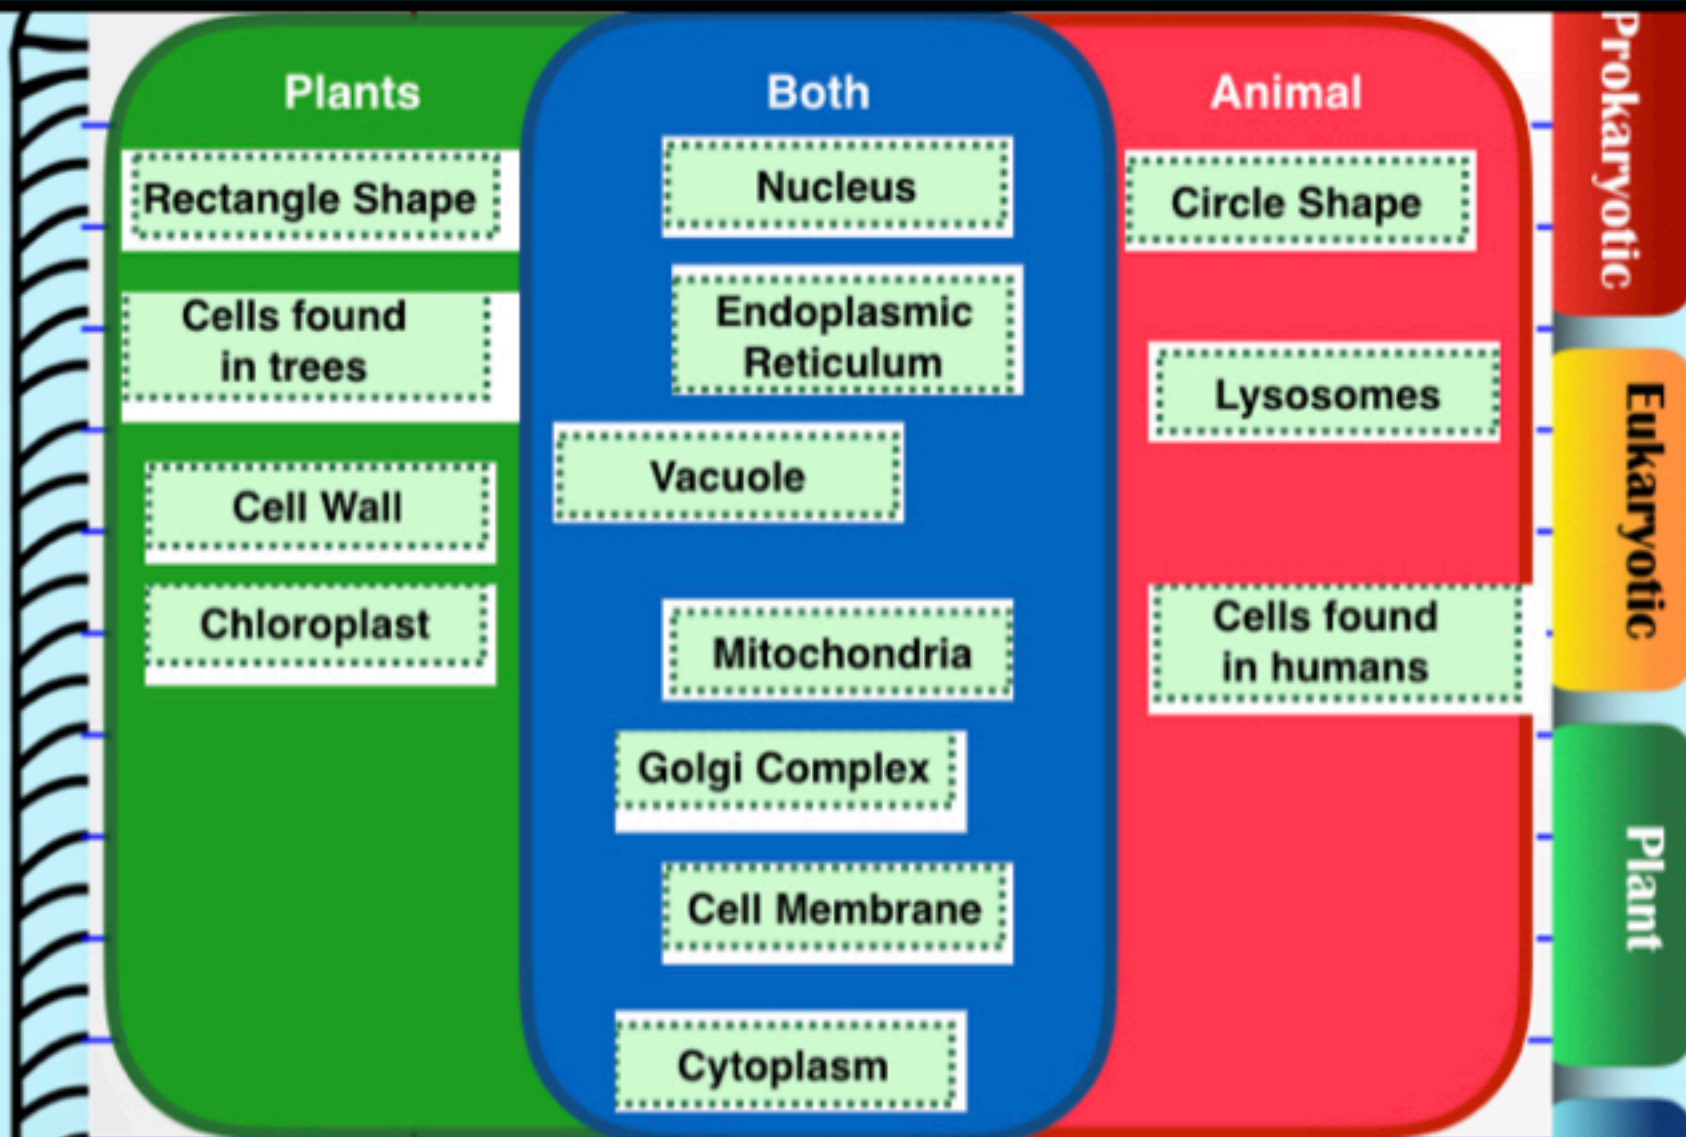 Plants
Rectangle Shape
Cells found
in trees
Cell Wall
Chloroplast
Both
Nucleus
Endoplasmic
Reticulum
Vacuole
Mitochondria
Golgi Complex
Cell Membrane
Cytoplasm
Animal
Circle Shape
Lysosomes
Cells found
in humans
Prokaryotic
Eukaryotic
Plant